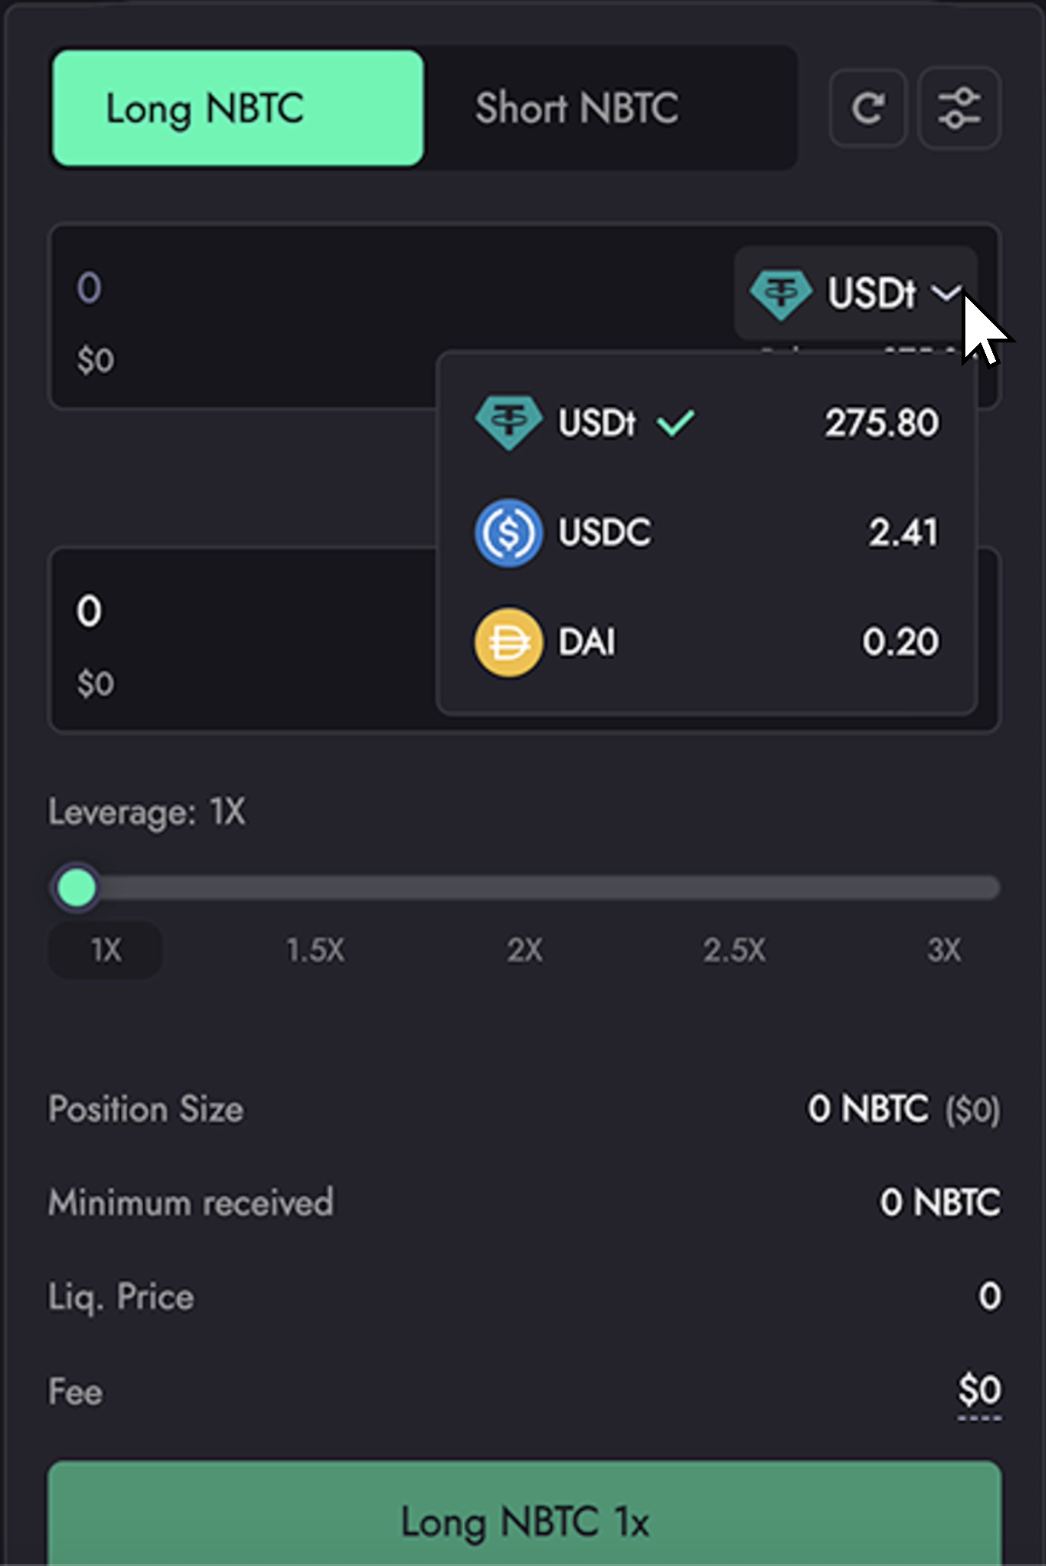 Long NBTC Short NBTC
0 USDt
$0
USDt 275.80
USDC 2.41
0
DAI 0.20
$0
Leverage: 1X
1X 1.5X 2X 2.5X 3X
Position Size 0 NBTC ($0)
Minimum received 0 NBTC
Liq. Price 0
Fee $0
Long NBTC 1x